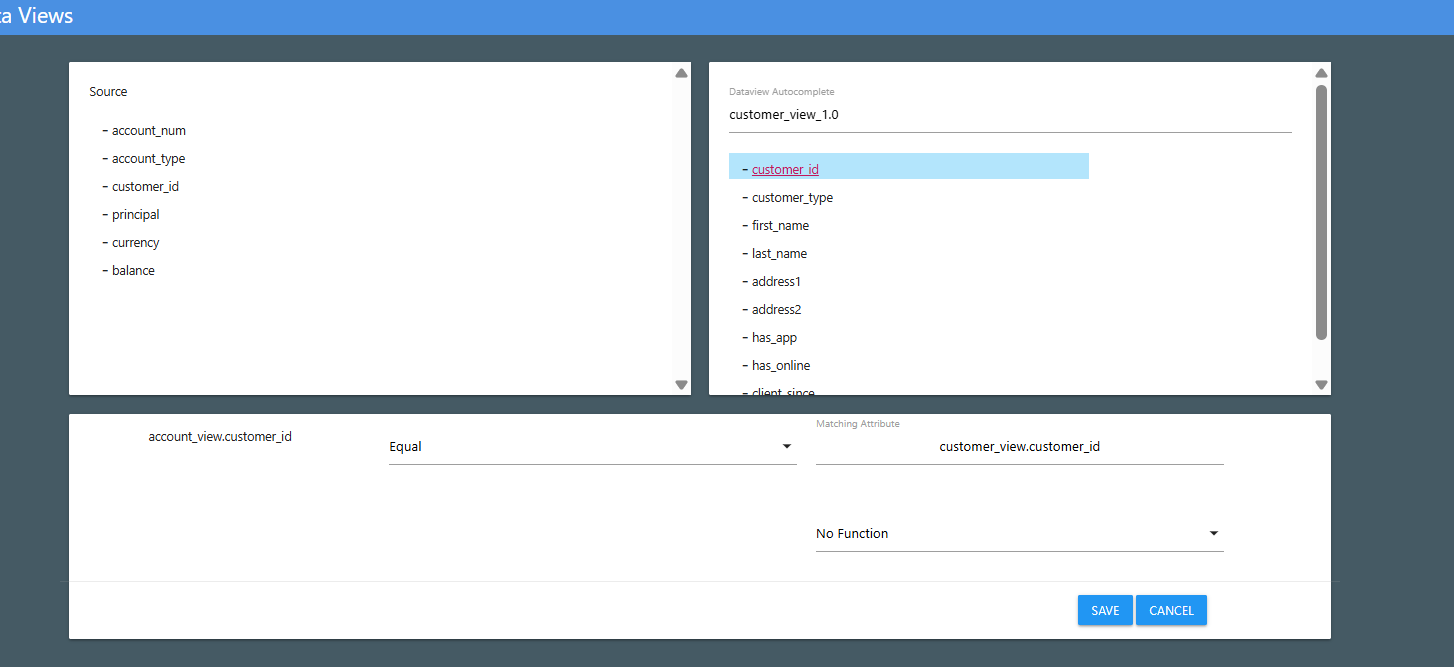 a Views
Source
- account_num
- account_type
- customer_id
- principal
- currency
- balance
Dataview Autocomplete
customer_view_1.0
- customer_id
- customer_type
- first_name
- last_name
- address1
- address2
- has_app
- has_online
- client_since
account_view.customer_id
Equal
Matching Attribute
customer_view.customer_id
No Function
SAVE
CANCEL